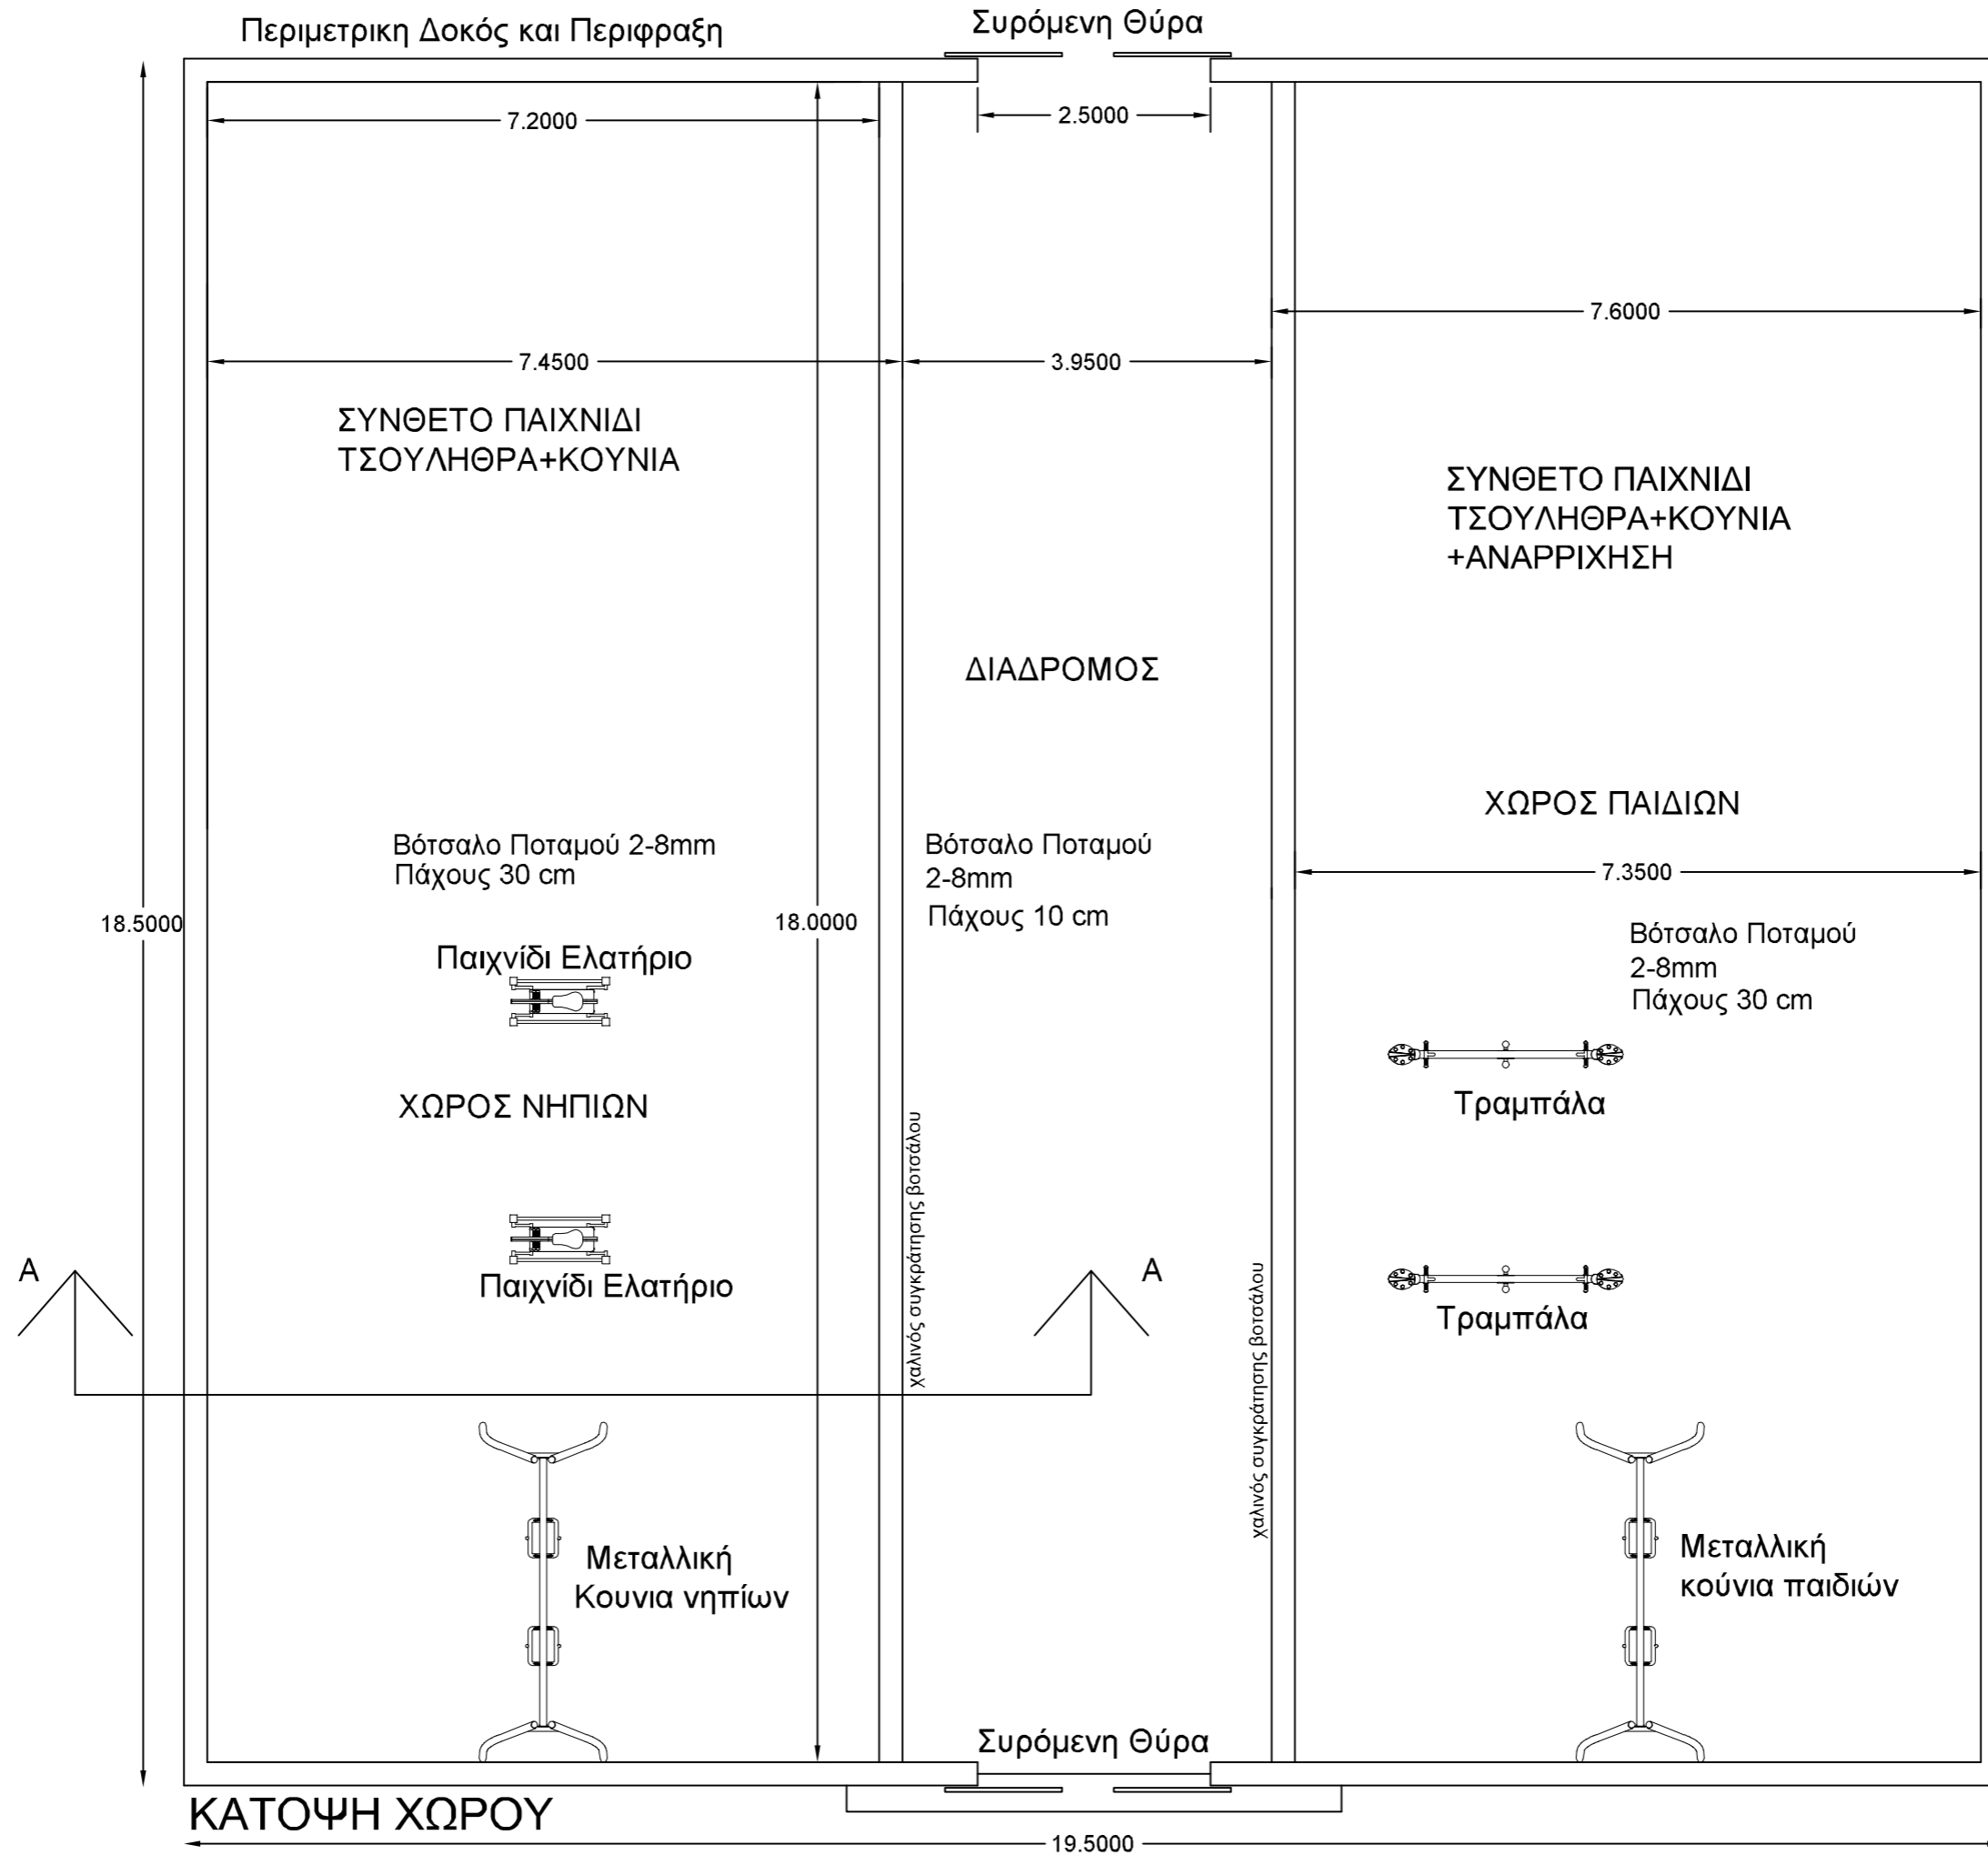 Περιμετρικη Δοκός και Περιφραξη
Συρόμενη Θύρα
7.2000
2.5000
7.6000
7.4500
3.9500
ΣΥΝΘΕΤΟ ΠΑΙΧΝΙΔΙ
ΤΣΟΥΛΗΘΡΑ+ΚΟΥΝΙΑ
ΣΥΝΘΕΤΟ ΠΑΙΧΝΙΔΙ
ΤΣΟΥΛΗΘΡΑ+ΚΟΥΝΙΑ
+ΑΝΑΡΡΙΧΗΣΗ
ΔΙΑΔΡΟΜΟΣ
ΧΩΡΟΣ ΠΑΙΔΙΩΝ
Βότσαλο Ποταμού 2-8mm
Πάχους 30 cm
Βότσαλο Ποταμού
2-8mm
Πάχους 10 cm
7.3500
18.5000
18.0000
Βότσαλο Ποταμού
2-8mm
Πάχους 30 cm
Παιχνίδι Ελατήριο
Τραμπάλα
ΧΩΡΟΣ ΝΗΠΙΩΝ
χαλινός συγκράτησης βοτσάλου
χαλινός συγκράτησης βοτσάλου
Α
Α
Παιχνίδι Ελατήριο
Τραμπάλα
Μεταλλική
Κουνια νηπίων
Μεταλλική
κούνια παιδιών
Συρόμενη Θύρα
ΚΑΤΟΨΗ ΧΩΡΟΥ
19.5000